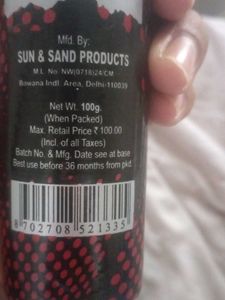 Mfd. By:
SUN & SAND PRODUCTS
M.L. No. NW(0718)24/CM
Bawana Indl. Area, Delhi-110039
Net Wt. 100g.
(When Packed)
Max. Retail Price ₹ 100.00
(Incl. of all Taxes)
Batch No. & Mfg. Date see at base
Best use before 36 months from pkd.
8 702708 521335